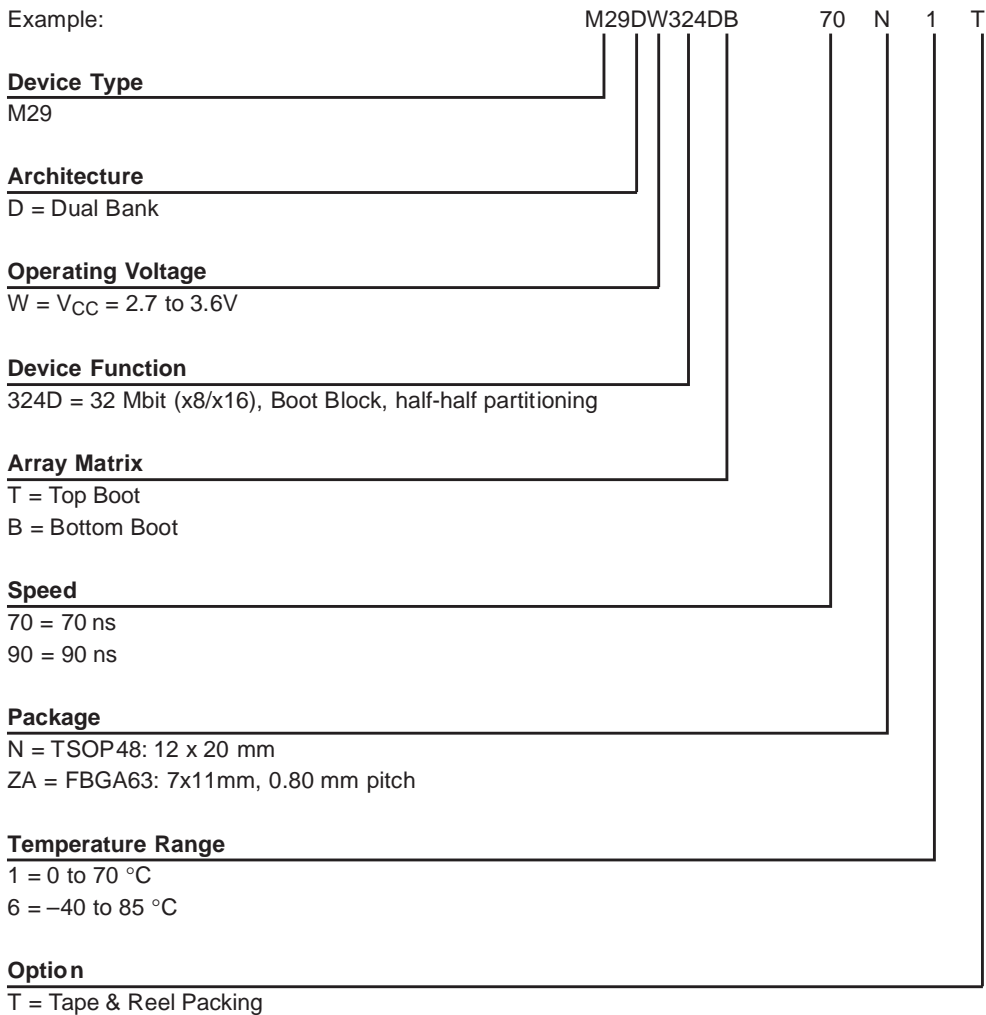 Example: M29DW324DB 70 N 1 T
Device Type
M29
Architecture
D = Dual Bank
Operating Voltage
W = VCC = 2.7 to 3.6V
Device Function
324D = 32 Mbit (x8/x16), Boot Block, half-half partitioning
Array Matrix
T = Top Boot
B = Bottom Boot
Speed
70 = 70 ns
90 = 90 ns
Package
N = TSOP48: 12 x 20 mm
ZA = FBGA63: 7x11mm, 0.80 mm pitch
Temperature Range
1 = 0 to 70 °C
6 = –40 to 85 °C
Option
T = Tape & Reel Packing